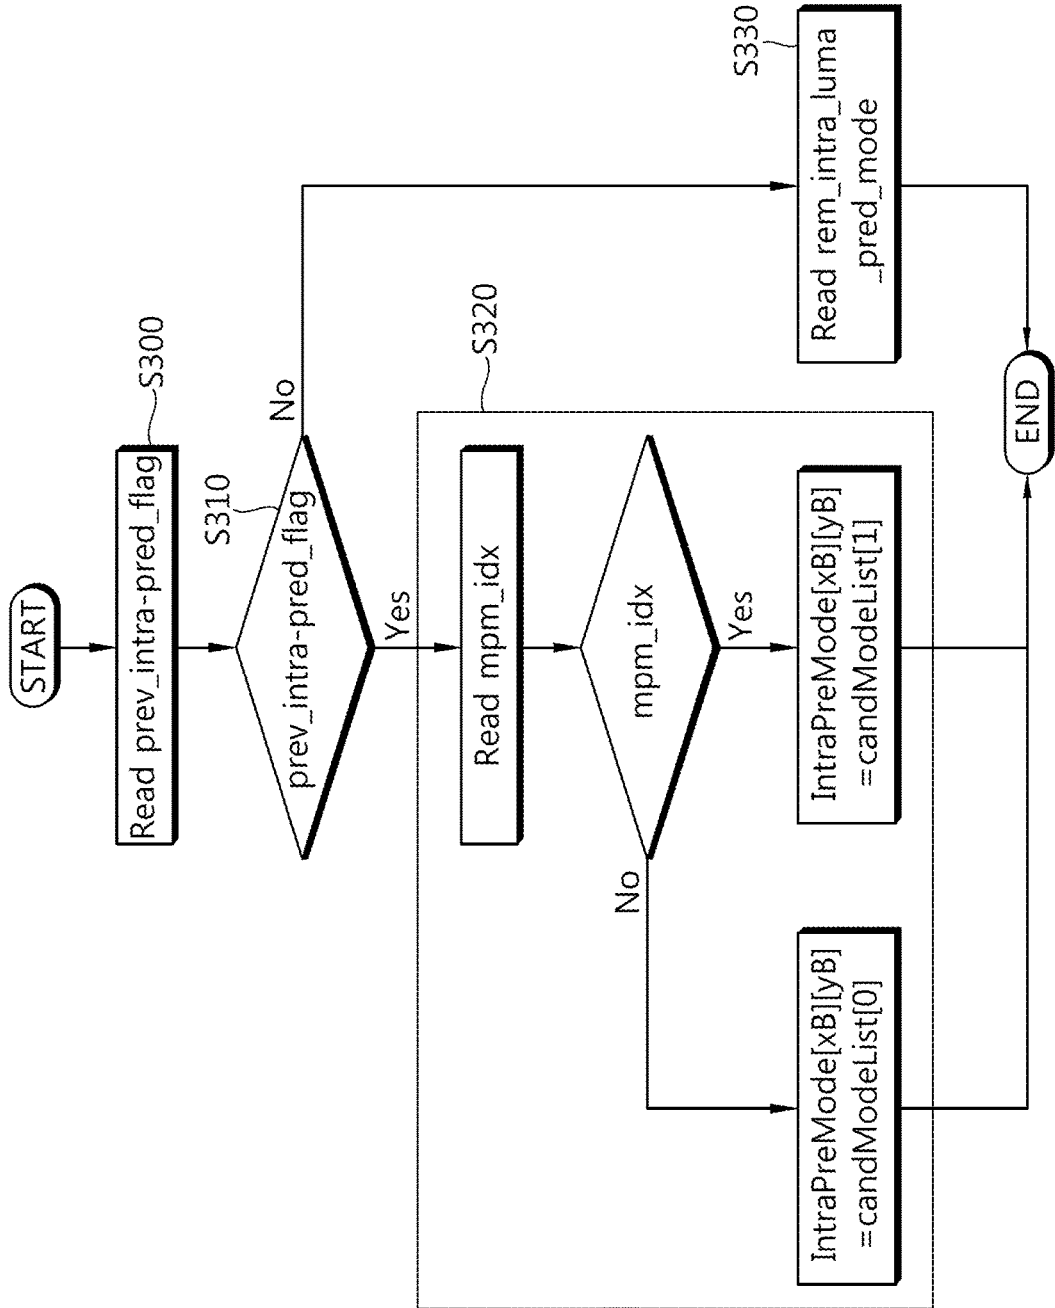 START
Read prev_intra-pred_flag
S300
prev_intra-pred_flag
S310
No
Yes
S320
Read mpm_idx
mpm_idx
No
Yes
IntraPreMode[xB][yB]
=candModeList[0]
IntraPreMode[xB][yB]
=candModeList[1]
S330
Read rem_intra_luma
_pred_mode
END